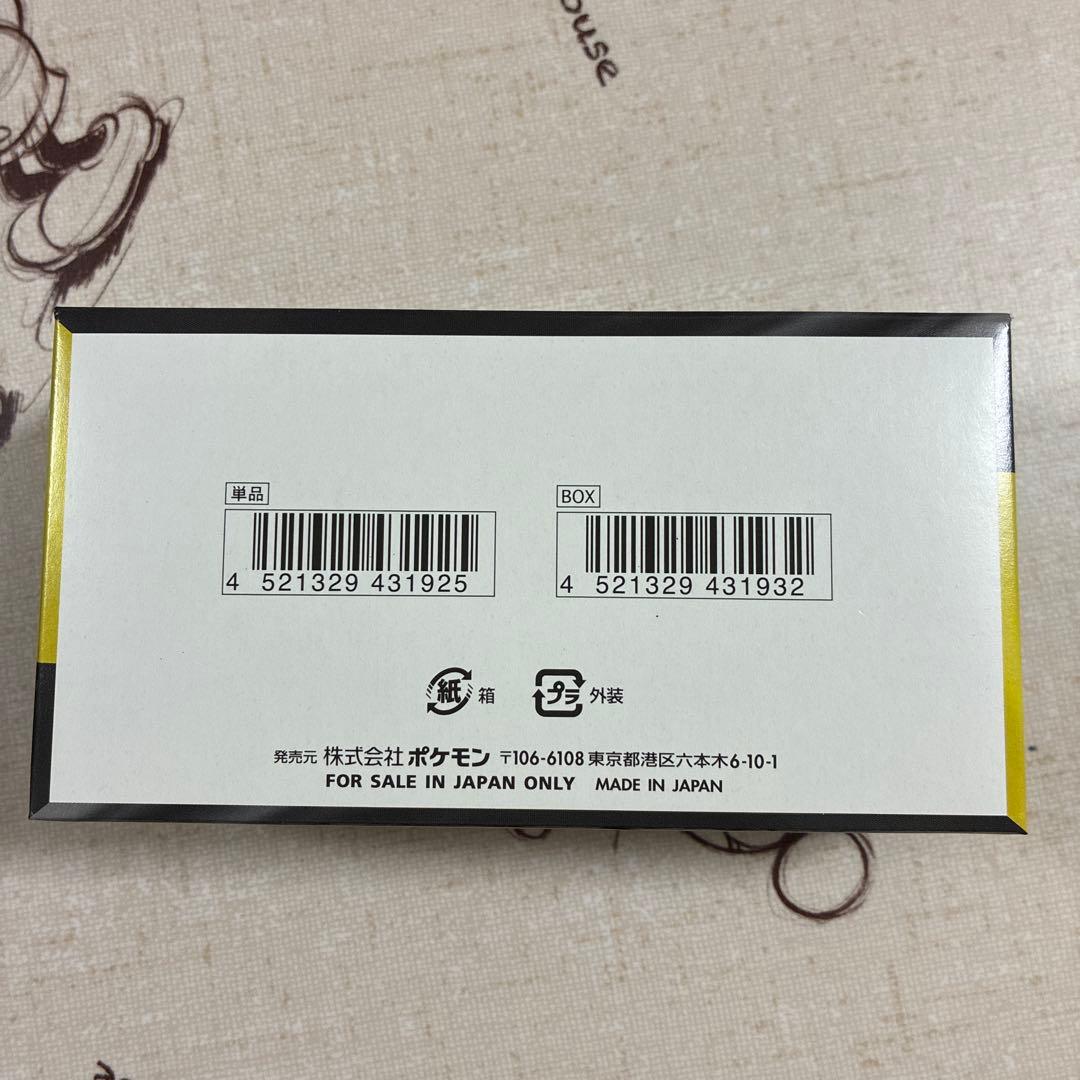 ouse
単品
BOX
4 521329 431925
4 521329 431932
紙 箱
プラ 外装
発売元 株式会社ポケモン 〒106-6108 東京都港区六本木6-10-1
FOR SALE IN JAPAN ONLY MADE IN JAPAN